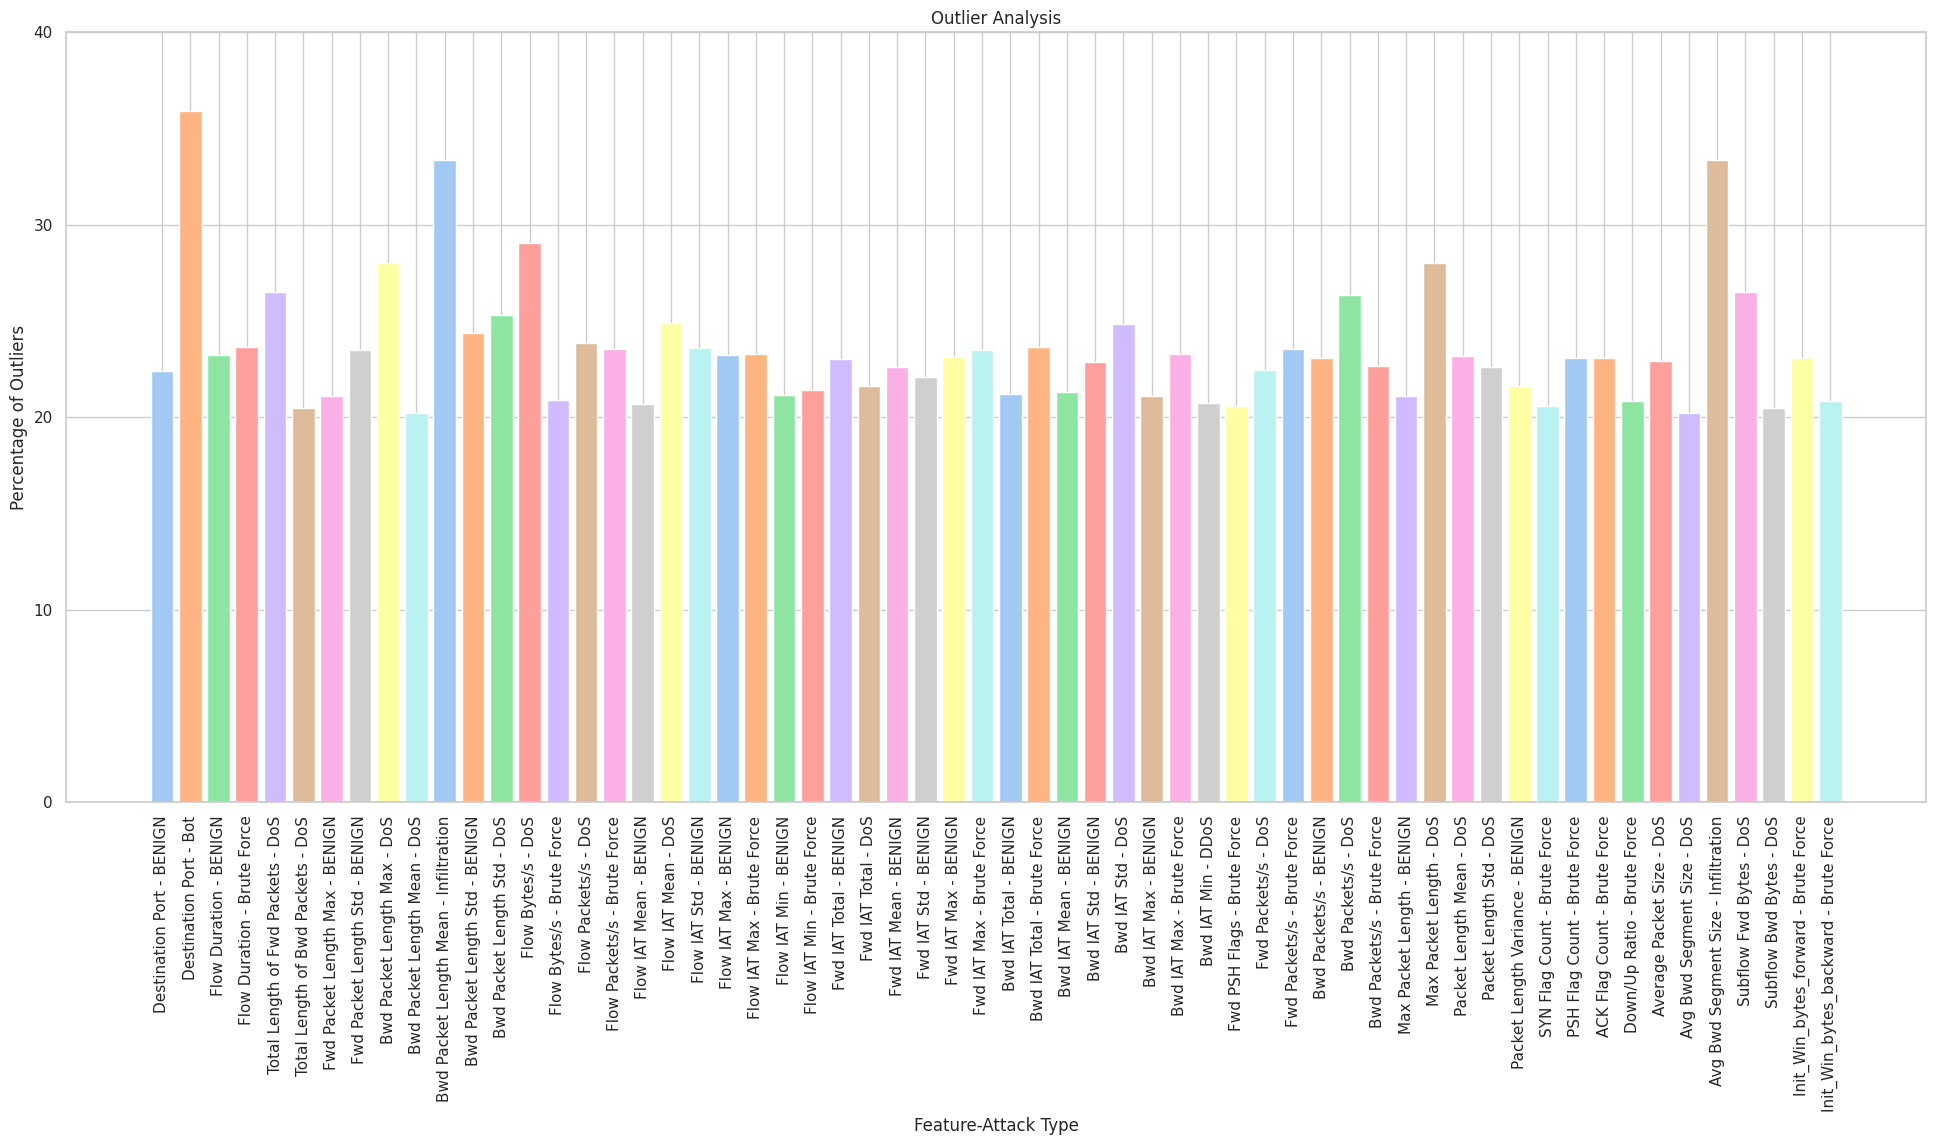 Outlier Analysis
Percentage of Outliers
40
30
20
10
0
Destination Port - BENIGN
Destination Port - Bot
Flow Duration - BENIGN
Flow Duration - Brute Force
Total Length of Fwd Packets - DoS
Total Length of Bwd Packets - DoS
Fwd Packet Length Max - BENIGN
Fwd Packet Length Std - BENIGN
Bwd Packet Length Max - DoS
Bwd Packet Length Mean - DoS
Bwd Packet Length Mean - Infiltration
Bwd Packet Length Std - BENIGN
Bwd Packet Length Std - DoS
Flow Bytes/s - DoS
Flow Bytes/s - Brute Force
Flow Packets/s - DoS
Flow Packets/s - Brute Force
Flow IAT Mean - BENIGN
Flow IAT Mean - DoS
Flow IAT Std - BENIGN
Flow IAT Max - BENIGN
Flow IAT Max - Brute Force
Flow IAT Min - BENIGN
Flow IAT Min - Brute Force
Fwd IAT Total - BENIGN
Fwd IAT Total - DoS
Fwd IAT Mean - BENIGN
Fwd IAT Std - BENIGN
Fwd IAT Max - BENIGN
Fwd IAT Max - Brute Force
Bwd IAT Total - BENIGN
Bwd IAT Total - Brute Force
Bwd IAT Mean - BENIGN
Bwd IAT Std - BENIGN
Bwd IAT Std - DoS
Bwd IAT Max - BENIGN
Bwd IAT Max - Brute Force
Bwd IAT Min - DDoS
Fwd PSH Flags - Brute Force
Fwd Packets/s - DoS
Fwd Packets/s - Brute Force
Bwd Packets/s - BENIGN
Bwd Packets/s - DoS
Bwd Packets/s - Brute Force
Max Packet Length - BENIGN
Max Packet Length - DoS
Packet Length Mean - DoS
Packet Length Std - DoS
Packet Length Variance - BENIGN
SYN Flag Count - Brute Force
PSH Flag Count - Brute Force
ACK Flag Count - Brute Force
Down/Up Ratio - Brute Force
Average Packet Size - DoS
Avg Bwd Segment Size - DoS
Avg Bwd Segment Size - Infiltration
Subflow Fwd Bytes - DoS
Subflow Bwd Bytes - DoS
Init_Win_bytes_forward - Brute Force
Init_Win_bytes_backward - Brute Force
Feature-Attack Type